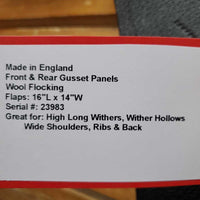 Made in England
Front & Rear Gusset Panels
Wool Flocking
Flaps: 16"L x 14"W
Serial #: 23983
Great for: High Long Withers, Wither Hollows
Wide Shoulders, Ribs & Back